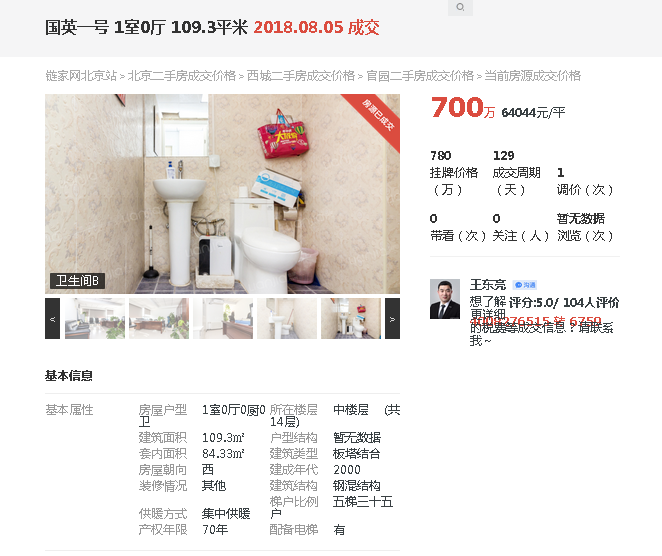 国英一号 1室0厅 109.3平米 2018.08.05 成交
链家网北京站 > 北京二手房成交价格 > 西城二手房成交价格 > 官园二手房成交价格 > 当前房源成交价格
房源已成交
卫生间B
700万 64044元/平
780 129
挂牌价格（万） 成交周期（天） 1 调价（次）
0 0 暂无数据
带看（次） 关注（人） 浏览（次）
王东亮 沟通
评分:5.0/ 104人评价
想了解更详细的税费等成交信息？请联系我~
基本信息
基本属性
房屋户型 1室0厅0厨0卫 所在楼层 中楼层 (共14层)
建筑面积 109.3㎡ 户型结构 暂无数据
套内面积 84.33㎡ 建筑类型 板塔结合
房屋朝向 西 建成年代 2000
装修情况 其他 建筑结构 钢混结构
供暖方式 集中供暖 梯户比例 五梯三十五户
产权年限 70年 配备电梯 有